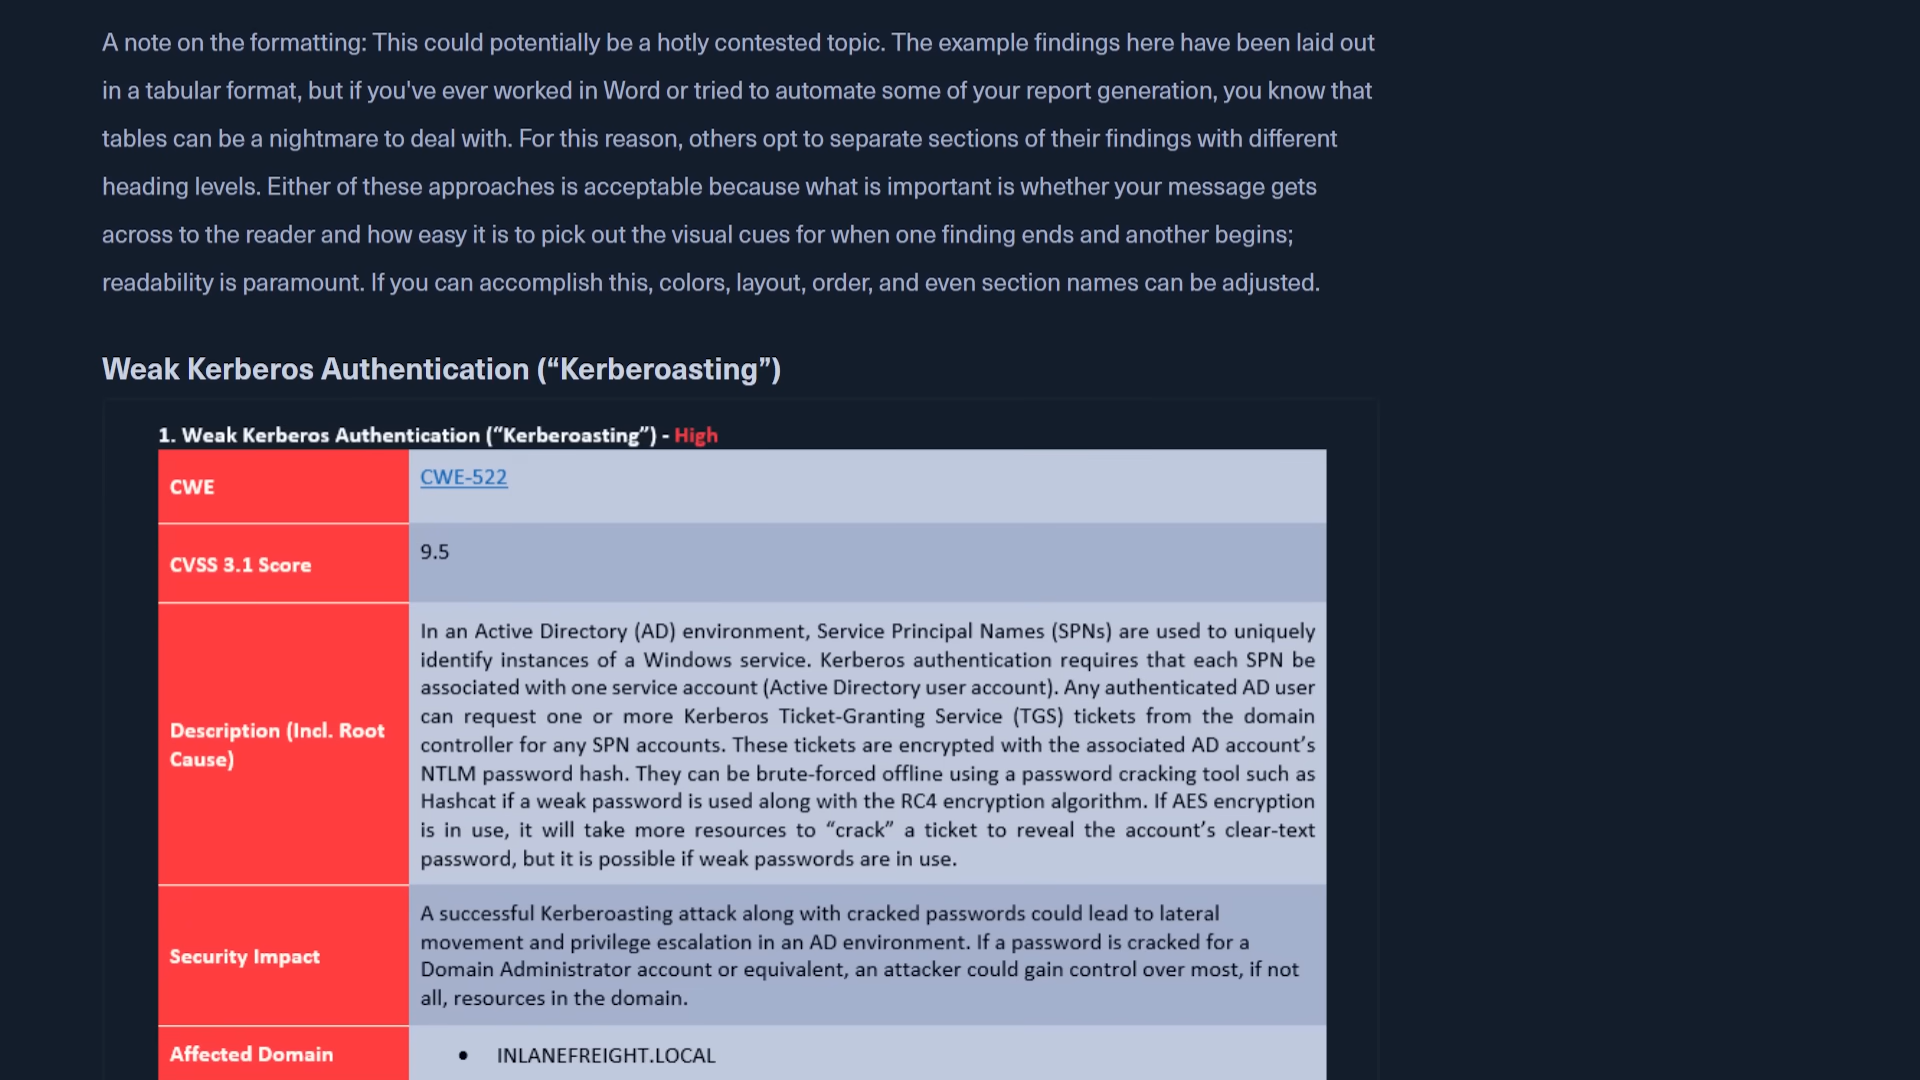 A note on the formatting: This could potentially be a hotly contested topic. The example findings here have been laid out
in a tabular format, but if you've ever worked in Word or tried to automate some of your report generation, you know that
tables can be a nightmare to deal with. For this reason, others opt to separate sections of their findings with different
heading levels. Either of these approaches is acceptable because what is important is whether your message gets
across to the reader and how easy it is to pick out the visual cues for when one finding ends and another begins;
readability is paramount. If you can accomplish this, colors, layout, order, and even section names can be adjusted.
Weak Kerberos Authentication (“Kerberoasting”)
1. Weak Kerberos Authentication (“Kerberoasting”) - High
CWE
CWE-522
CVSS 3.1 Score
9.5
Description (Incl. Root
Cause)
In an Active Directory (AD) environment, Service Principal Names (SPNs) are used to uniquely
identify instances of a Windows service. Kerberos authentication requires that each SPN be
associated with one service account (Active Directory user account). Any authenticated AD user
can request one or more Kerberos Ticket-Granting Service (TGS) tickets from the domain
controller for any SPN accounts. These tickets are encrypted with the associated AD account’s
NTLM password hash. They can be brute-forced offline using a password cracking tool such as
Hashcat if a weak password is used along with the RC4 encryption algorithm. If AES encryption
is in use, it will take more resources to “crack” a ticket to reveal the account’s clear-text
password, but it is possible if weak passwords are in use.
Security Impact
A successful Kerberoasting attack along with cracked passwords could lead to lateral
movement and privilege escalation in an AD environment. If a password is cracked for a
Domain Administrator account or equivalent, an attacker could gain control over most, if not
all, resources in the domain.
Affected Domain
• INLANEFREIGHT.LOCAL